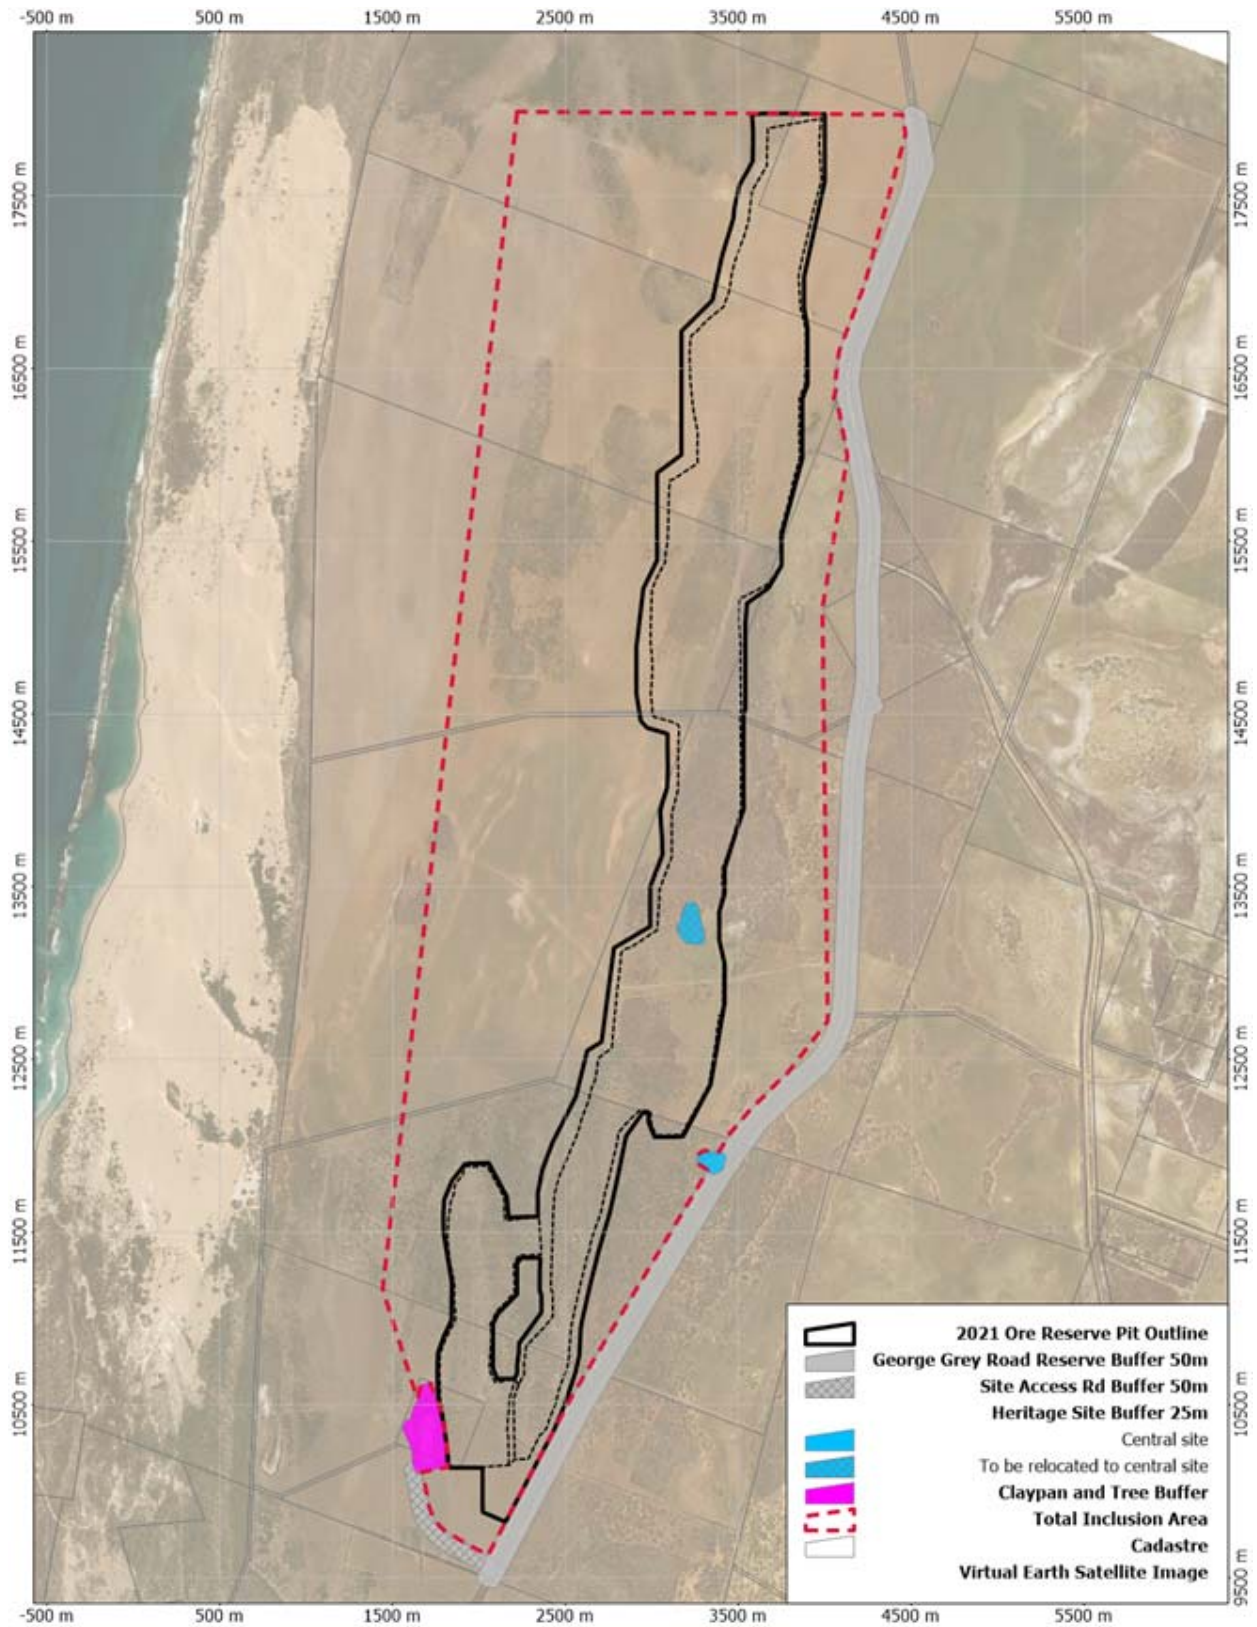 -500 m 500 m 1500 m 2500 m 3500 m 4500 m 5500 m
17500 m 17500 m
16500 m 16500 m
15500 m 15500 m
14500 m 14500 m
13500 m 13500 m
12500 m 12500 m
11500 m 11500 m
10500 m 10500 m
9500 m
2021 Ore Reserve Pit Outline
George Grey Road Reserve Buffer 50m
Site Access Rd Buffer 50m
Heritage Site Buffer 25m
Central site
To be relocated to central site
Claypan and Tree Buffer
Total Inclusion Area
Cadastre
Virtual Earth Satellite Image
-500 m 500 m 1500 m 2500 m 3500 m 4500 m 5500 m